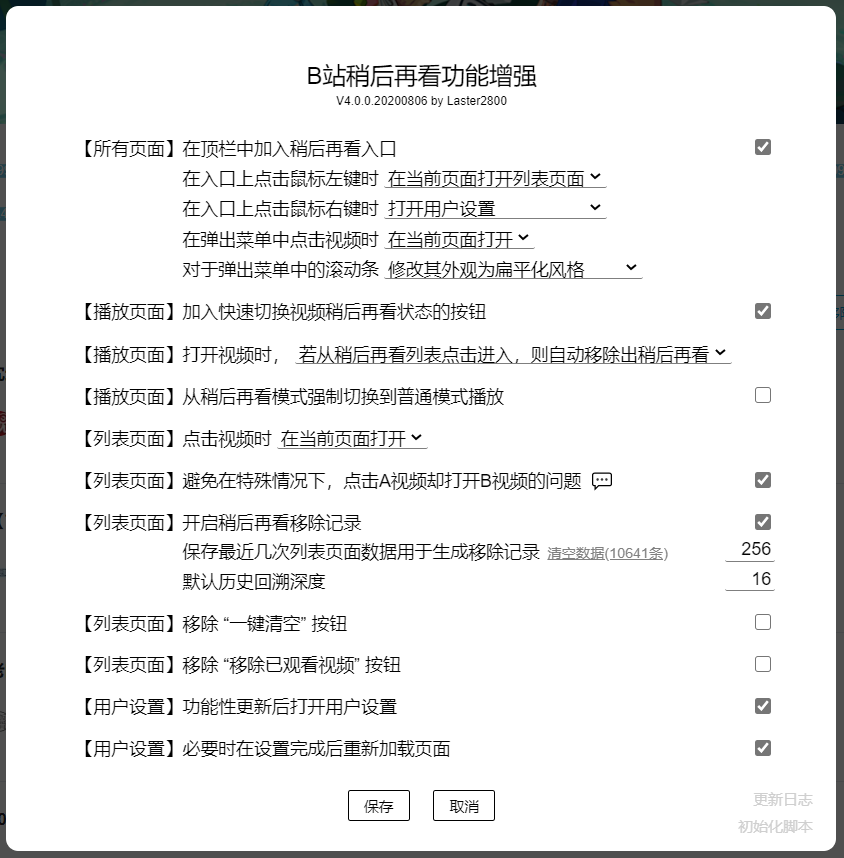 B站稍后再看功能增强
V4.0.0.20200806 by Laster2800
【所有页面】在顶栏中加入稍后再看入口
在入口上点击鼠标左键时 在当前页面打开列表页面
在入口上点击鼠标右键时 打开用户设置
在弹出菜单中点击视频时 在当前页面打开
对于弹出菜单中的滚动条 修改其外观为扁平化风格
【播放页面】加入快速切换视频稍后再看状态的按钮
【播放页面】打开视频时， 若从稍后再看列表点击进入，则自动移除出稍后再看
【播放页面】从稍后再看模式强制切换到普通模式播放
【列表页面】点击视频时 在当前页面打开
【列表页面】避免在特殊情况下，点击A视频却打开B视频的问题
【列表页面】开启稍后再看移除记录
保存最近几次列表页面数据用于生成移除记录 清空数据(10641条) 256
默认历史回溯深度 16
【列表页面】移除 “一键清空” 按钮
【列表页面】移除 “移除已观看视频” 按钮
【用户设置】功能性更新后打开用户设置
【用户设置】必要时在设置完成后重新加载页面
保存 取消
更新日志
初始化脚本